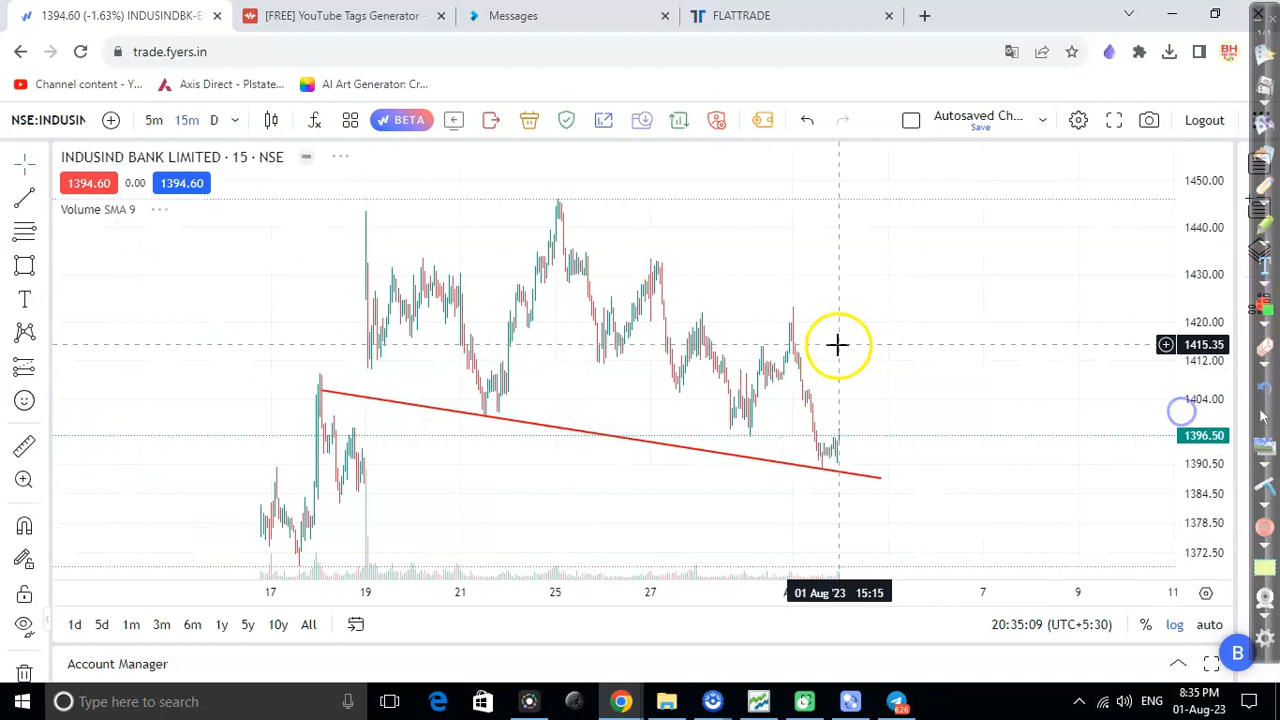 1394.60 (-1.63%) INDUSINDBK-E
[FREE] YouTube Tags Generator -
Messages
FLATTRADE
trade.fyers.in
BH
Channel content - Y...
Axis Direct - PIstate...
AI Art Generator: Cr...
NSE:INDUSIN
5m
15m
D
BETA
Autosaved Ch...
Save
Logout
INDUSIND BANK LIMITED · 15 · NSE
1394.60
0.00
1394.60
Volume SMA 9
1450.00
1440.00
1430.00
1420.00
1415.35
1412.00
1404.00
1396.50
1390.50
1384.50
1378.50
1372.50
17
19
21
25
27
01 Aug '23 15:15
7
9
11
1d
5d
1m
3m
6m
1y
5y
10y
All
20:35:09 (UTC+5:30)
%
log
auto
Account Manager
B
Type here to search
626
ENG
8:35 PM
01-Aug-23